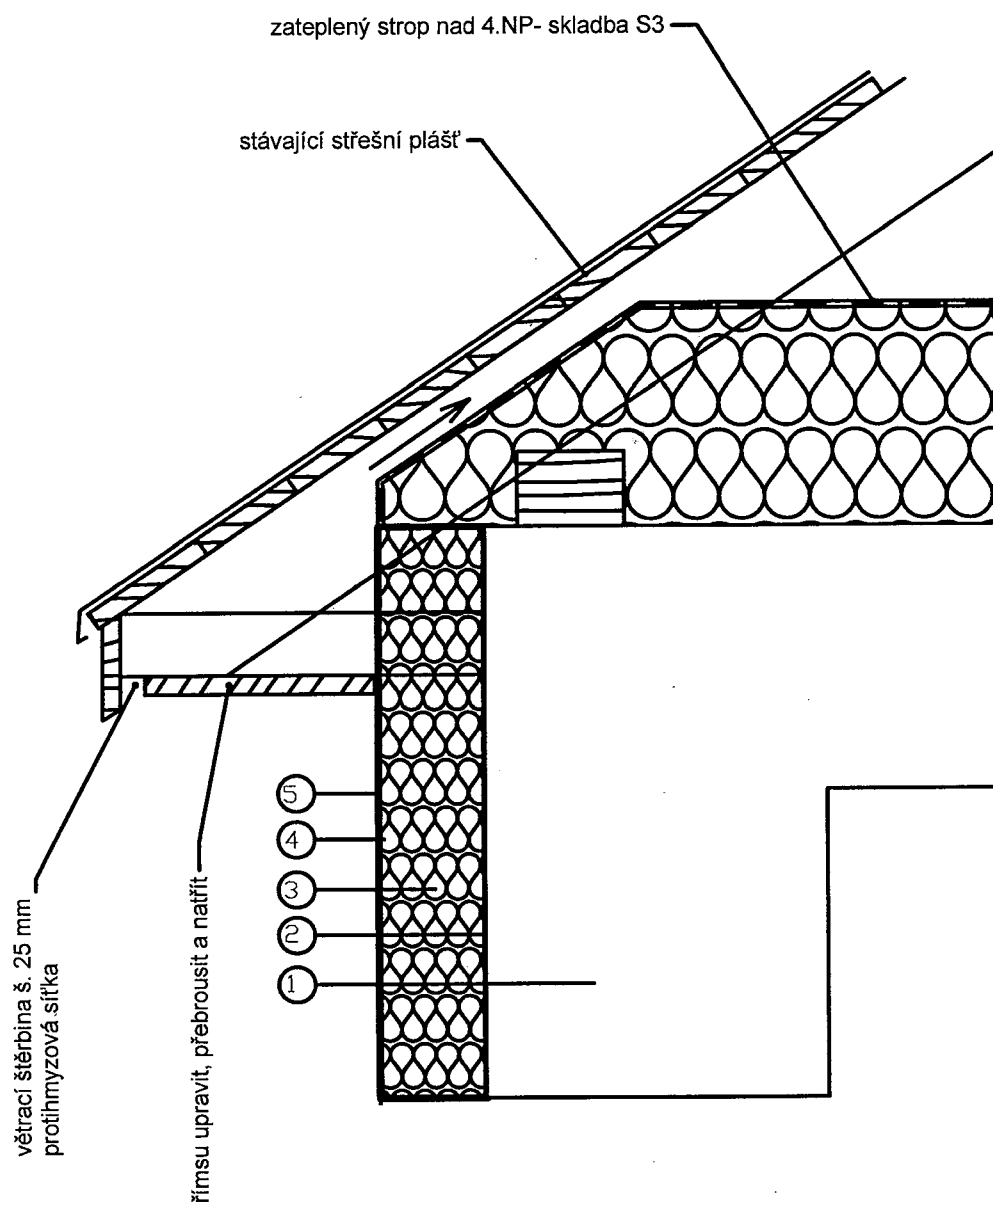 zateplený strop nad 4.NP- skladba S3
stávající střešní plášť
5
4
3
2
1
větrací štěrbina š. 25 mm
protihmyzová síťka
římsu upravit, přebrousit a natřít